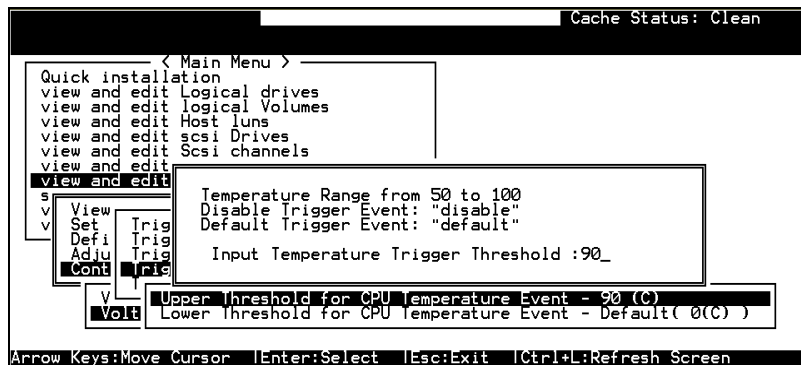 Cache Status: Clean
< Main Menu >
Quick installation
view and edit Logical drives
view and edit logical Volumes
view and edit Host luns
view and edit scsi Drives
view and edit Scsi channels
view and edit
view and edit
s
v
v
View
Set
Defi
Adju
Cont
Trig
Trig
Trig
Trig
T
Temperature Range from 50 to 100
Disable Trigger Event: "disable"
Default Trigger Event: "default"
Input Temperature Trigger Threshold :90_
V
Volt
Upper Threshold for CPU Temperature Event - 90 (C)
Lower Threshold for CPU Temperature Event - Default( 0(C) )
Arrow Keys:Move Cursor |Enter:Select |Esc:Exit |Ctrl+L:Refresh Screen